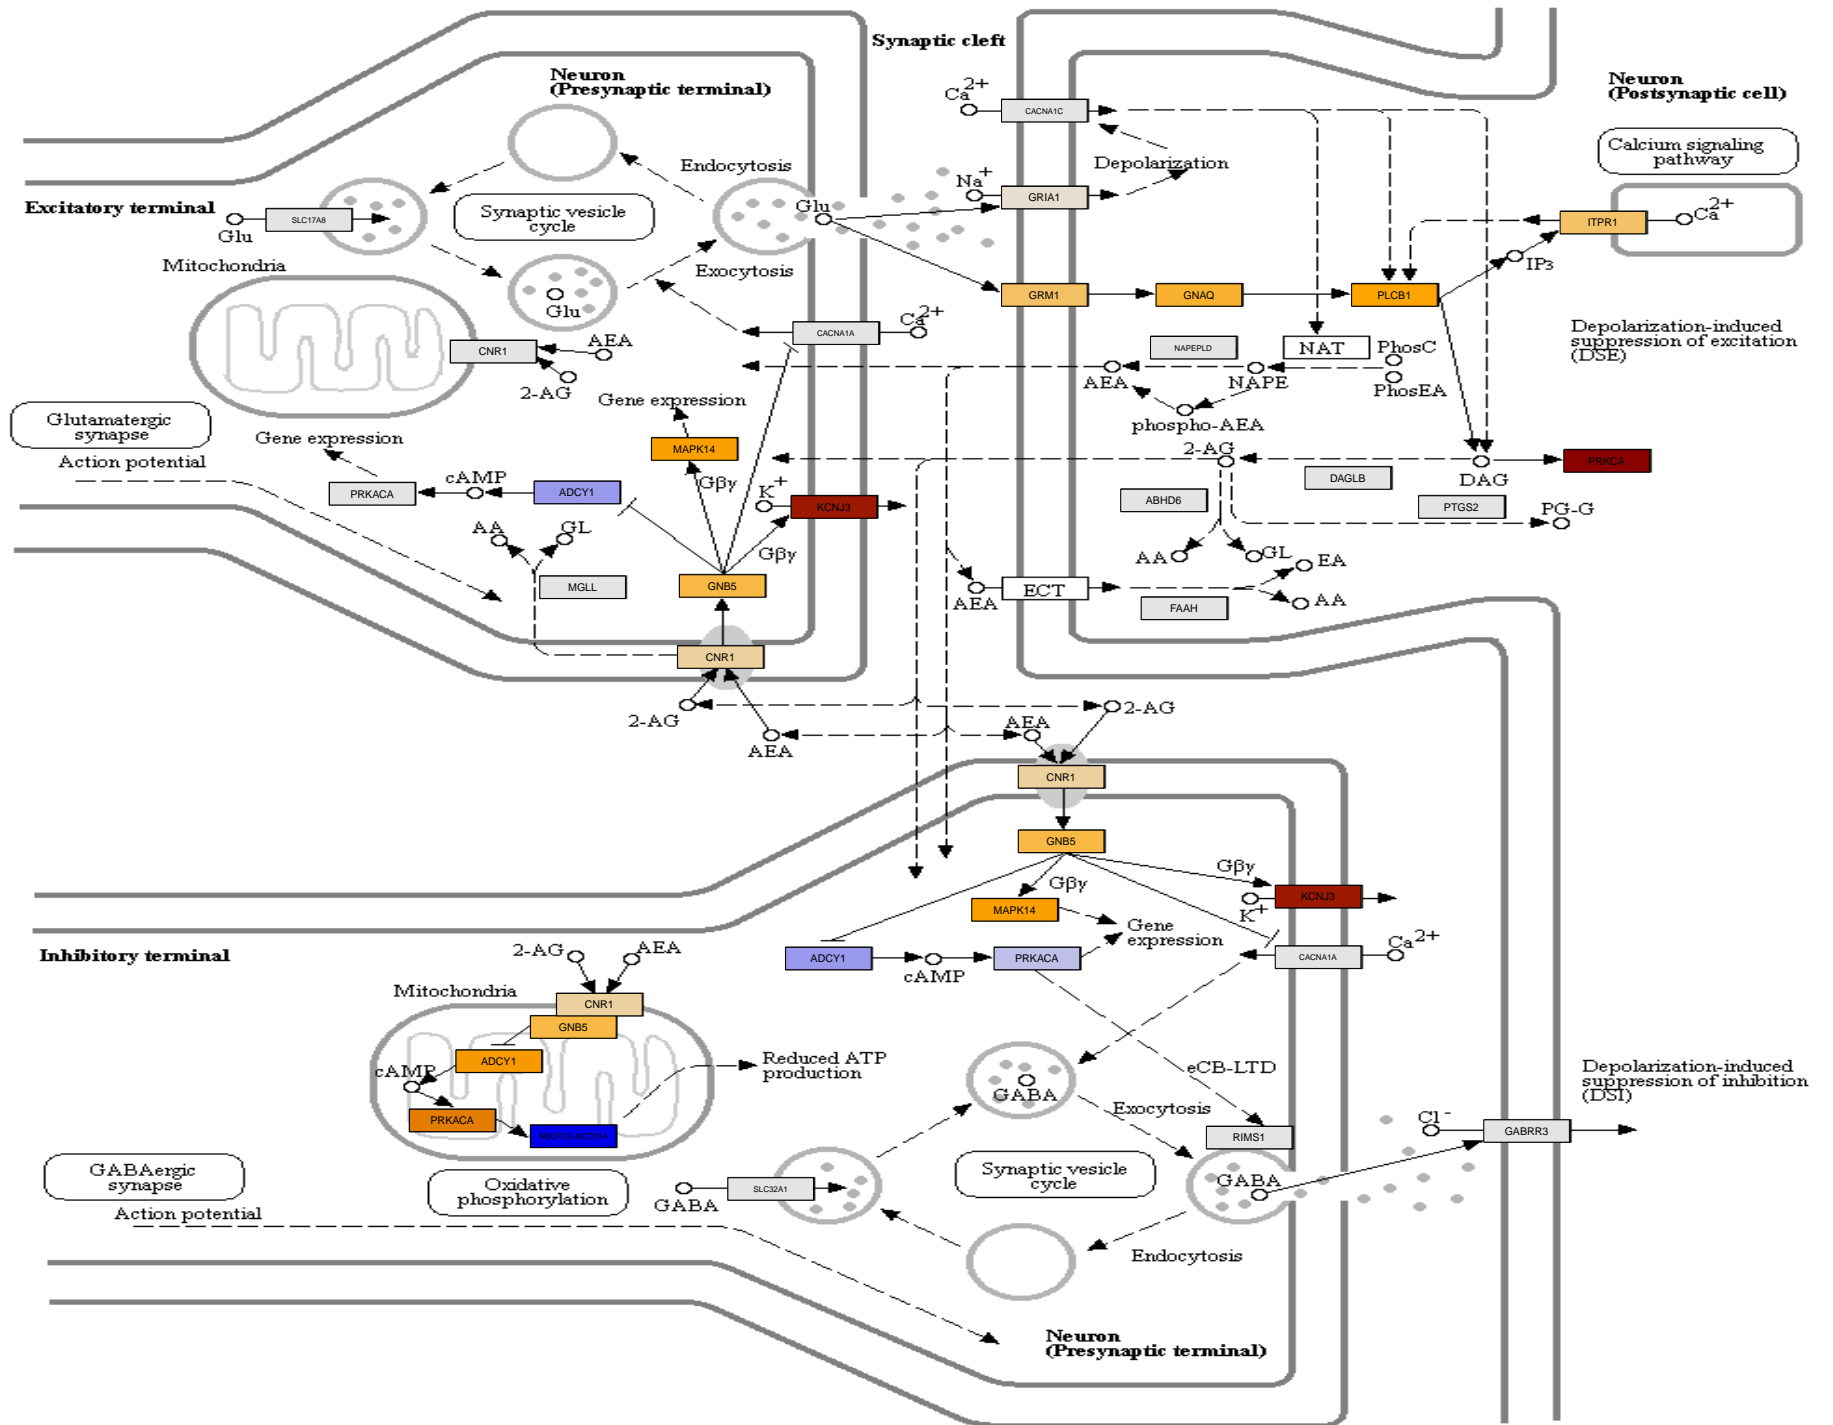 Synaptic cleft
Neuron
(Presynaptic terminal)
Neuron
(Postsynaptic cell)
Ca2+
CACNA1C
Calcium signaling
pathway
Endocytosis
Depolarization
Na+
GRIA1
Excitatory terminal
SLC17A8
Glu
Synaptic vesicle
cycle
Glu
ITPR1
Ca2+
Mitochondria
Exocytosis
IP3
Glu
GRM1
GNAQ
PLCB1
CACNA1A
Ca2+
Depolarization-induced
suppression of excitation
(DSE)
CNR1
AEA
2-AG
NAPEPLD
NAT
PhosC
AEA
NAPE
PhosEA
Gene expression
phospho-AEA
Glutamatergic
synapse
Gene expression
MAPK14
2-AG
Action potential
cAMP
DAGLB
DAG
PRKCA
PRKACA
ADCY1
Gβγ
K+
KCNJ3
ABHD6
PTGS2
PG-G
AA
GL
Gβγ
AA
GL
EA
MGLL
GNB5
AEA
ECT
FAAH
AA
CNR1
2-AG
AEA
AEA
2-AG
CNR1
GNB5
Gβγ
Gβγ
KCNJ3
K+
MAPK14
Gene
expression
Inhibitory terminal
2-AG
AEA
ADCY1
cAMP
PRKACA
CACNA1A
Ca2+
Mitochondria
CNR1
GNB5
ADCY1
cAMP
Reduced ATP
production
eCB-LTD
Depolarization-induced
suppression of inhibition
(DSI)
GABA
Exocytosis
PRKACA
RIMS1
Cl-
GABRR3
GABAergic
synapse
Oxidative
phosphorylation
SLC32A1
GABA
Synaptic vesicle
cycle
GABA
Action potential
Endocytosis
Neuron
(Presynaptic terminal)